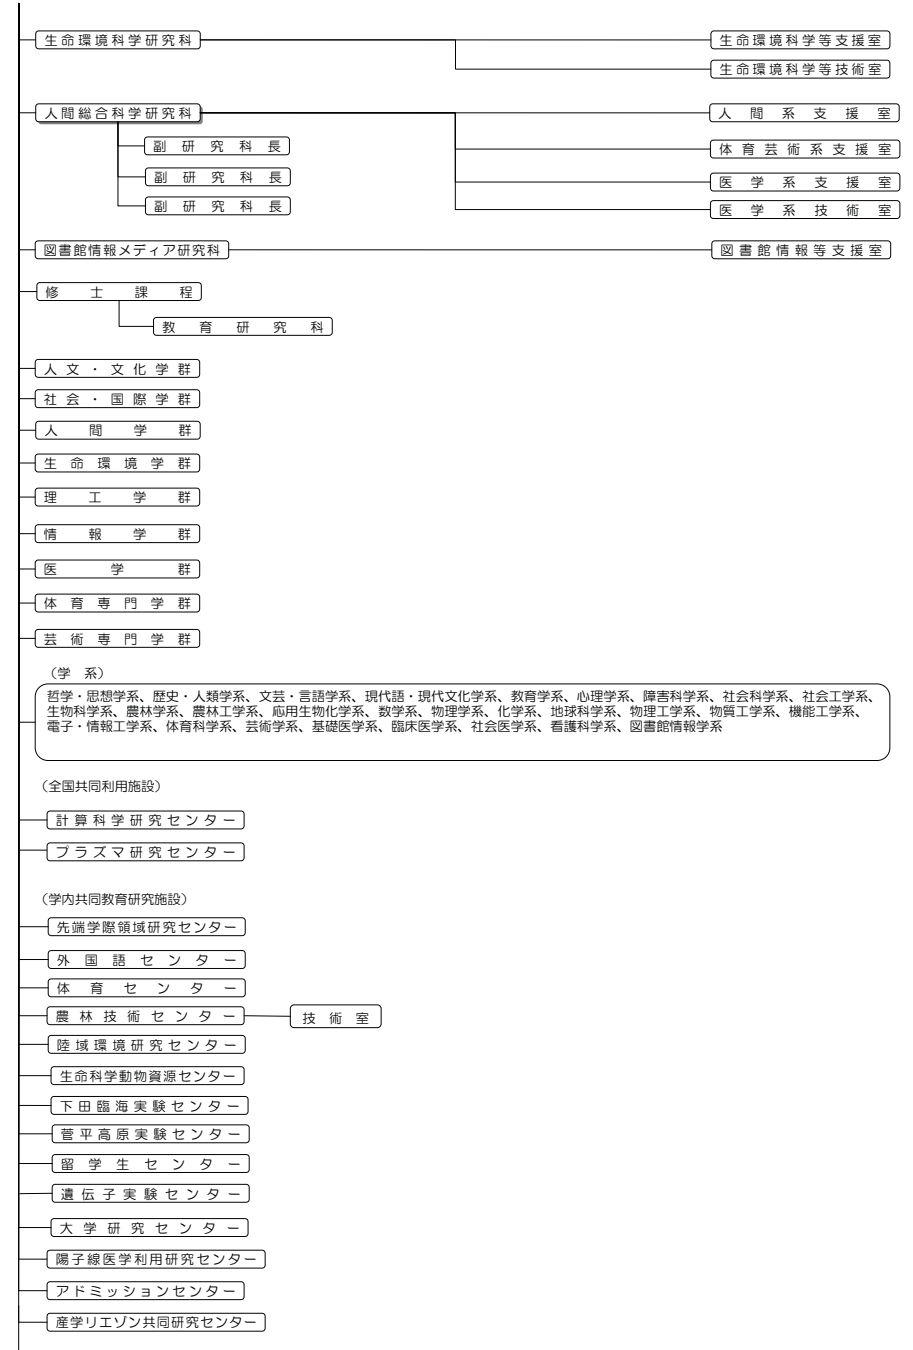 生命環境科学研究科
生命環境科学等支援室
生命環境科学等技術室
人間総合科学研究科
人間系支援室
副研究科長
体育芸術系支援室
副研究科長
医学系支援室
副研究科長
医学系技術室
図書館情報メディア研究科
図書館情報等支援室
修士課程
教育研究科
人文・文化学群
社会・国際学群
人間学群
生命環境学群
理工学群
情報学群
医学群
体育専門学群
芸術専門学群
（学　系）
哲学・思想学系、歴史・人類学系、文芸・言語学系、現代語・現代文化学系、教育学系、心理学系、障害科学系、社会科学系、社会工学系、
生物科学系、農林学系、農林工学系、応用生物化学系、数学系、物理学系、化学系、地球科学系、物理工学系、物質工学系、機能工学系、
電子・情報工学系、体育科学系、芸術学系、基礎医学系、臨床医学系、社会医学系、看護科学系、図書館情報学系
（全国共同利用施設）
計算科学研究センター
プラズマ研究センター
（学内共同教育研究施設）
先端学際領域研究センター
外国語センター
体育センター
農林技術センター
技術室
陸域環境研究センター
生命科学動物資源センター
下田臨海実験センター
菅平高原実験センター
留学生センター
遺伝子実験センター
大学研究センター
陽子線医学利用研究センター
アドミッションセンター
産学リエゾン共同研究センター